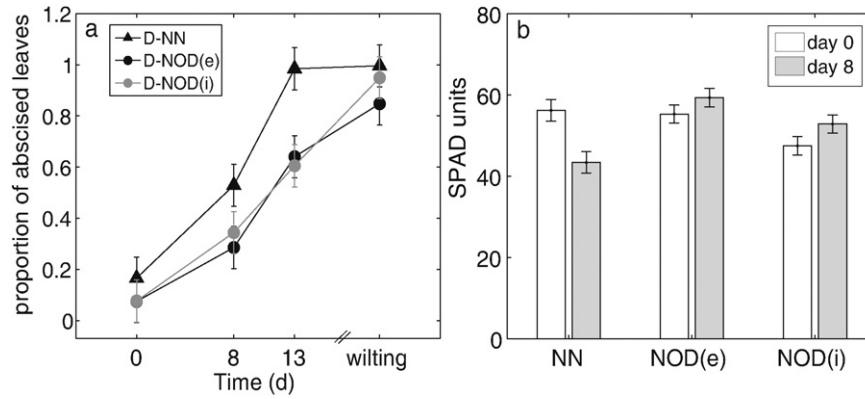 a
D-NN
D-NOD(e)
D-NOD(i)
proportion of abscised leaves
1.2
1
0.8
0.6
0.4
0.2
0
0 8 13 wilting
Time (d)
b
day 0
day 8
SPAD units
80
60
40
20
0
NN NOD(e) NOD(i)